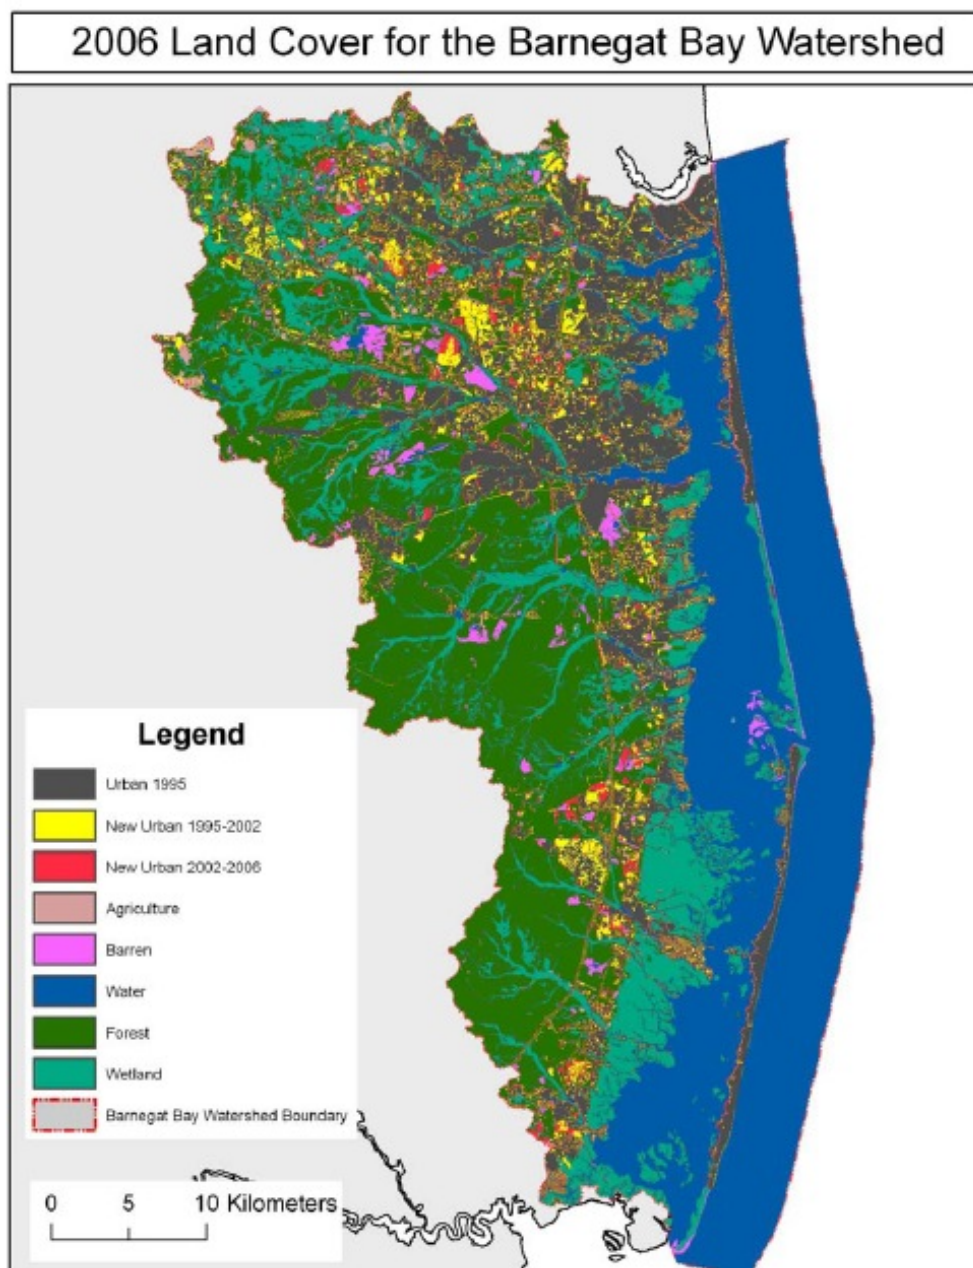 2006 Land Cover for the Barnegat Bay Watershed
Legend
Urban 1995
New Urban 1995-2002
New Urban 2002-2006
Agriculture
Barren
Water
Forest
Wetland
Barnegat Bay Watershed Boundary
0 5 10 Kilometers